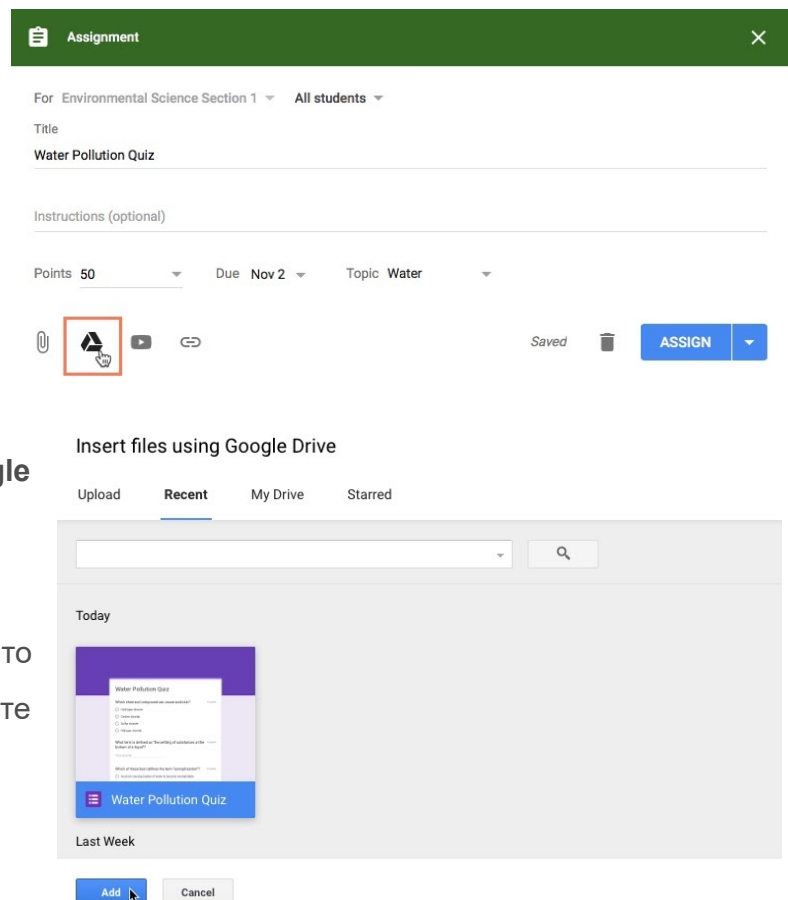 Assignment
For Environmental Science Section 1 All students
Title
Water Pollution Quiz
Instructions (optional)
Points 50 Due Nov 2 Topic Water
Saved ASSIGN
Insert files using Google Drive
gle
Upload Recent My Drive Starred
Today
то
те
Water Pollution Quiz
Water Pollution Quiz
Last Week
Add Cancel